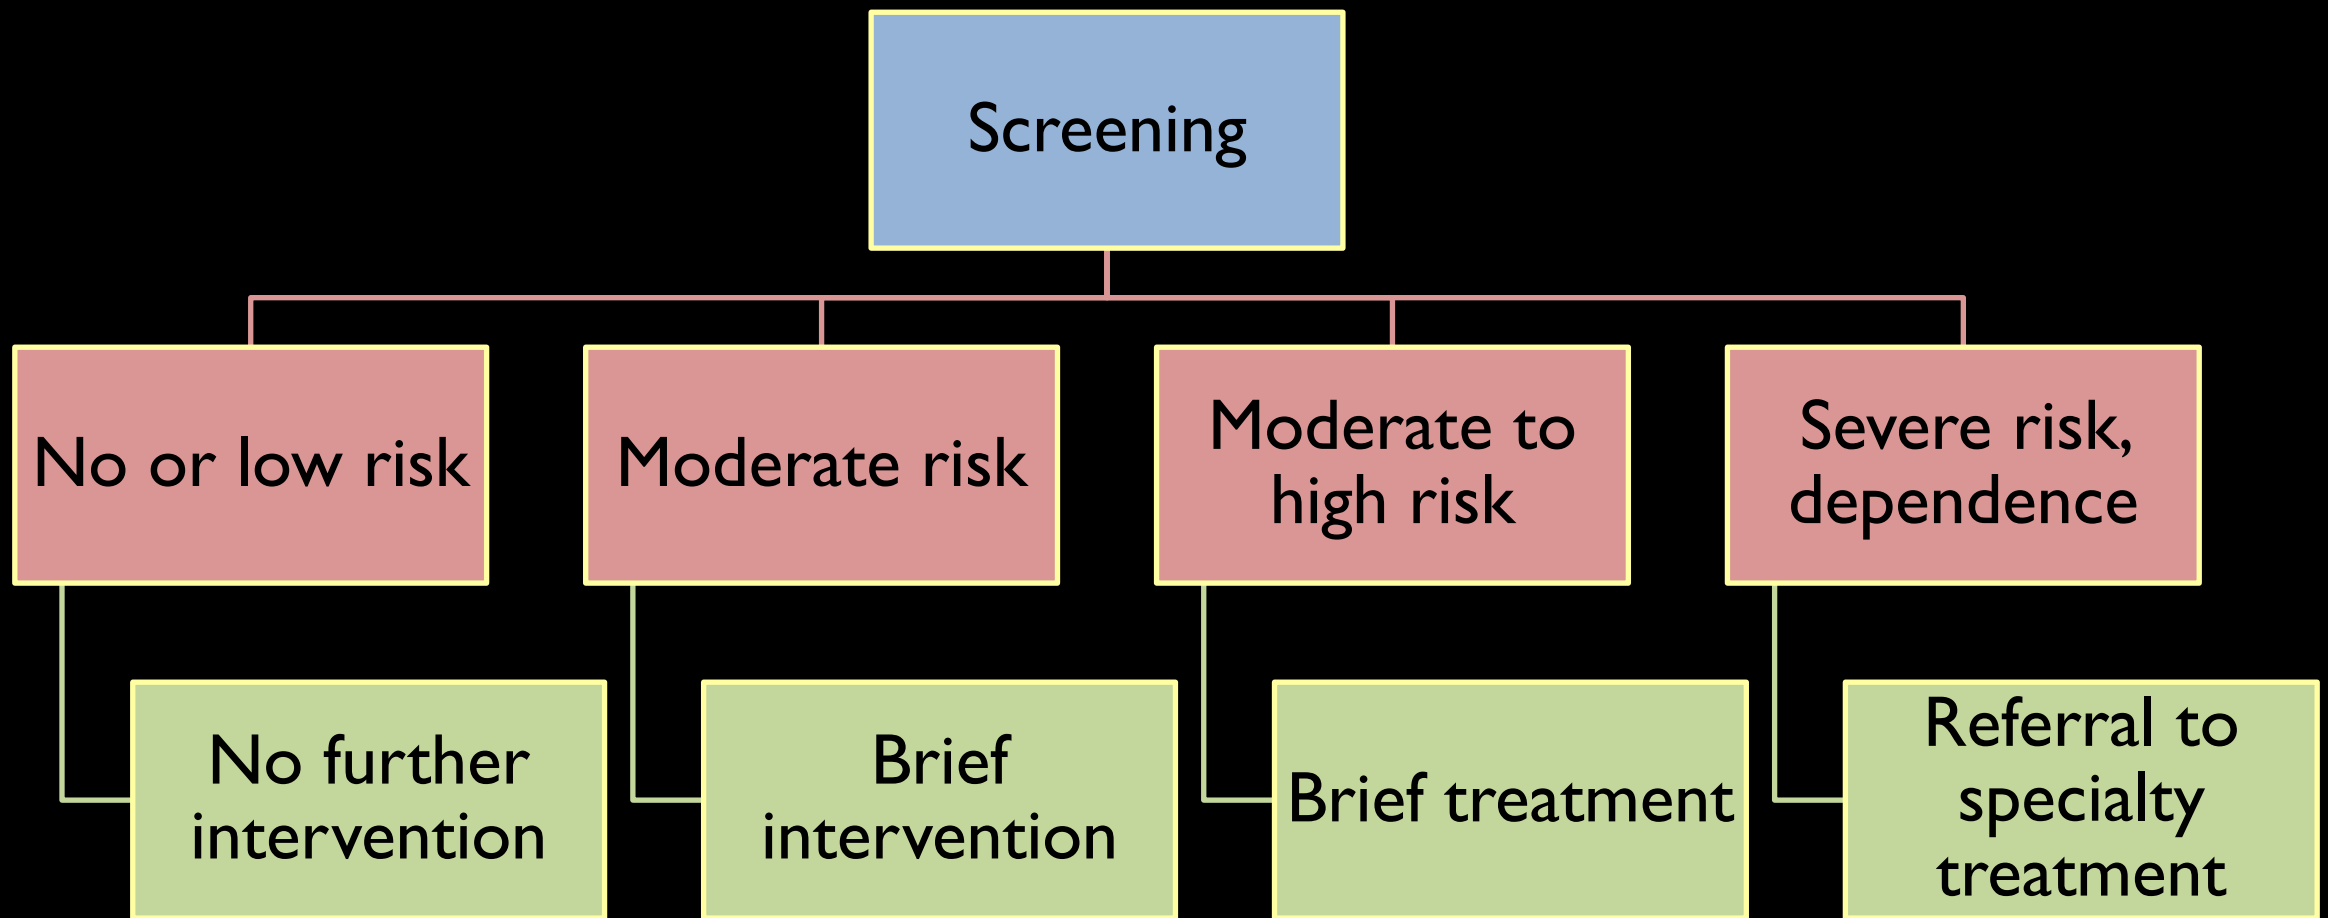 Screening
No or low risk
Moderate risk
Moderate to
high risk
Severe risk,
dependence
No further
intervention
Brief
intervention
Brief treatment
Referral to
specialty
treatment